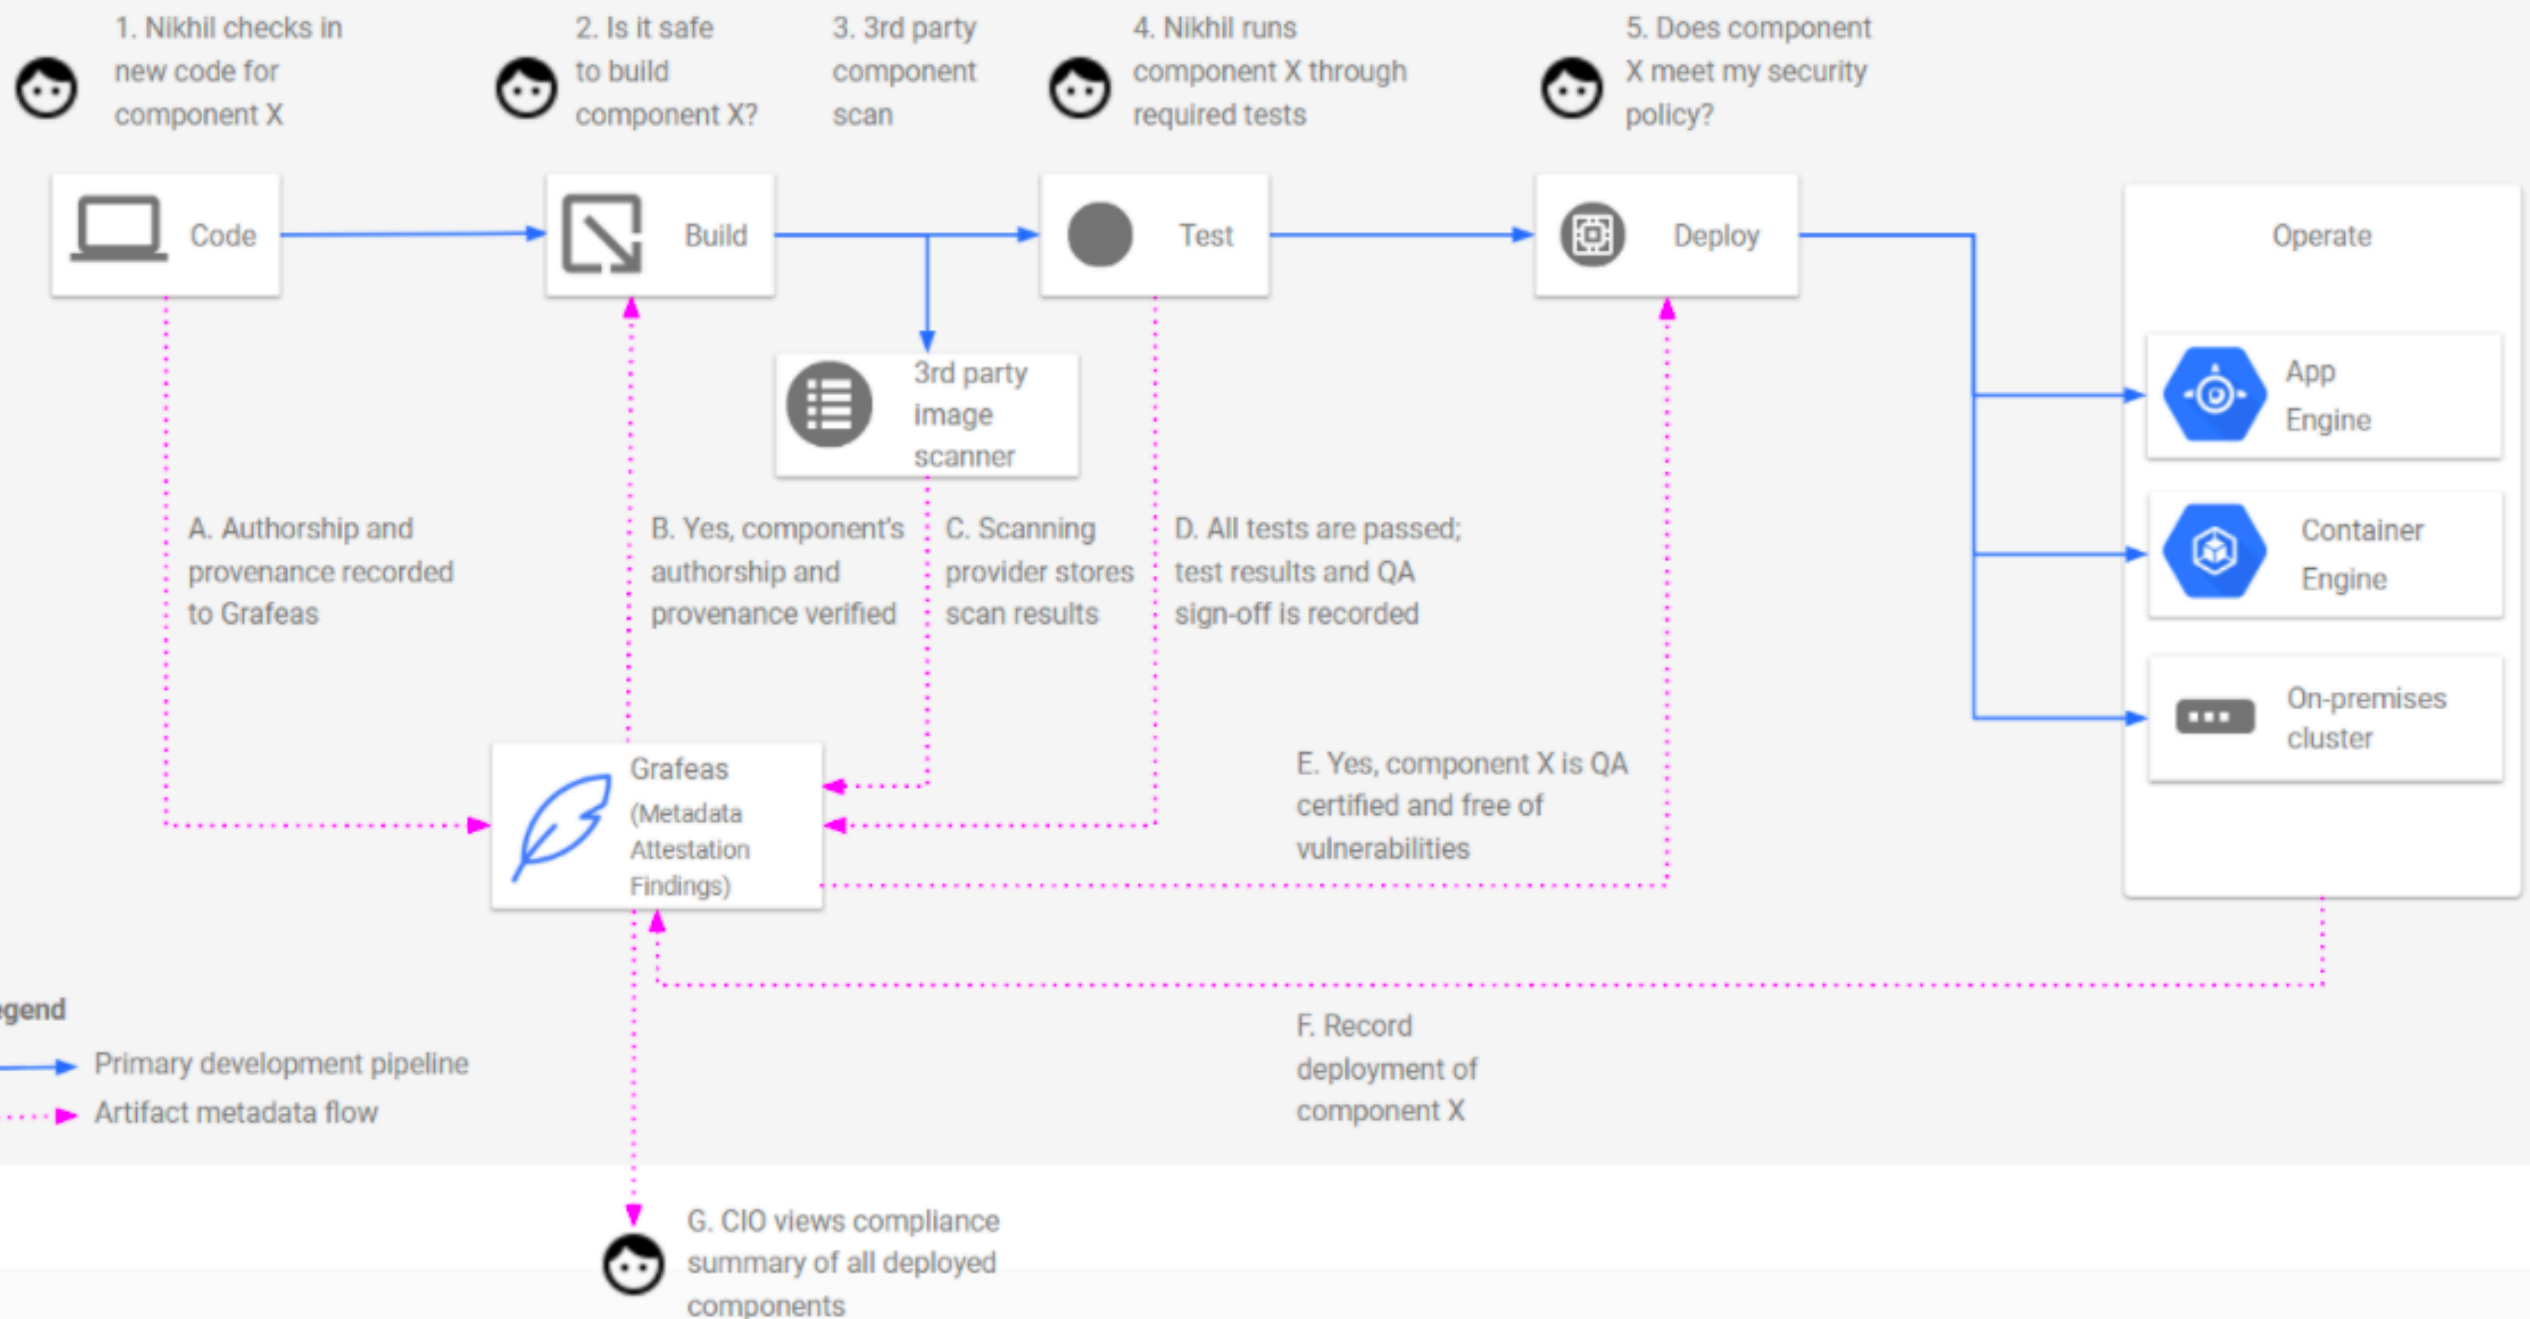 1. Nikhil checks in
new code for
component X
2. Is it safe
to build
component X?
3. 3rd party
component
scan
4. Nikhil runs
component X through
required tests
5. Does component
X meet my security
policy?
Code
Build
Test
Deploy
Operate
3rd party
image
scanner
App
Engine
Container
Engine
On-premises
cluster
A. Authorship and
provenance recorded
to Grafeas
B. Yes, component's
authorship and
provenance verified
C. Scanning
provider stores
scan results
D. All tests are passed;
test results and QA
sign-off is recorded
Grafeas
(Metadata
Attestation
Findings)
E. Yes, component X is QA
certified and free of
vulnerabilities
F. Record
deployment of
component X
egend
Primary development pipeline
Artifact metadata flow
G. CIO views compliance
summary of all deployed
components